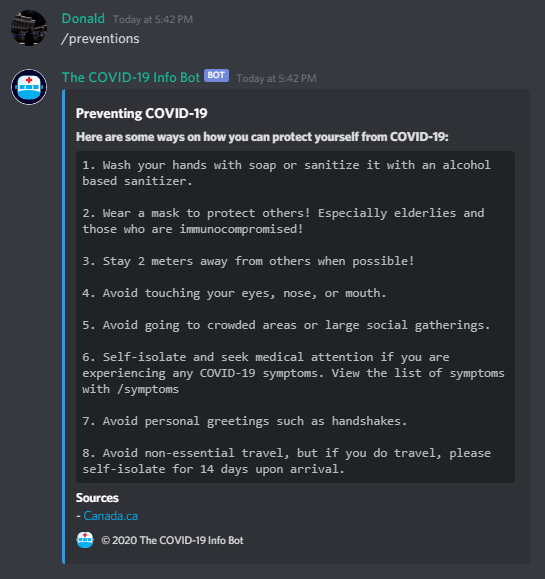 Donald Today at 5:42 PM
/preventions
The COVID-19 Info Bot BOT Today at 5:42 PM
Preventing COVID-19
Here are some ways on how you can protect yourself from COVID-19:
1. Wash your hands with soap or sanitize it with an alcohol
based sanitizer.
2. Wear a mask to protect others! Especially elderlies and
those who are immunocompromised!
3. Stay 2 meters away from others when possible!
4. Avoid touching your eyes, nose, or mouth.
5. Avoid going to crowded areas or large social gatherings.
6. Self-isolate and seek medical attention if you are
experiencing any COVID-19 symptoms. View the list of symptoms
with /symptoms
7. Avoid personal greetings such as handshakes.
8. Avoid non-essential travel, but if you do travel, please
self-isolate for 14 days upon arrival.
Sources
- Canada.ca
© 2020 The COVID-19 Info Bot